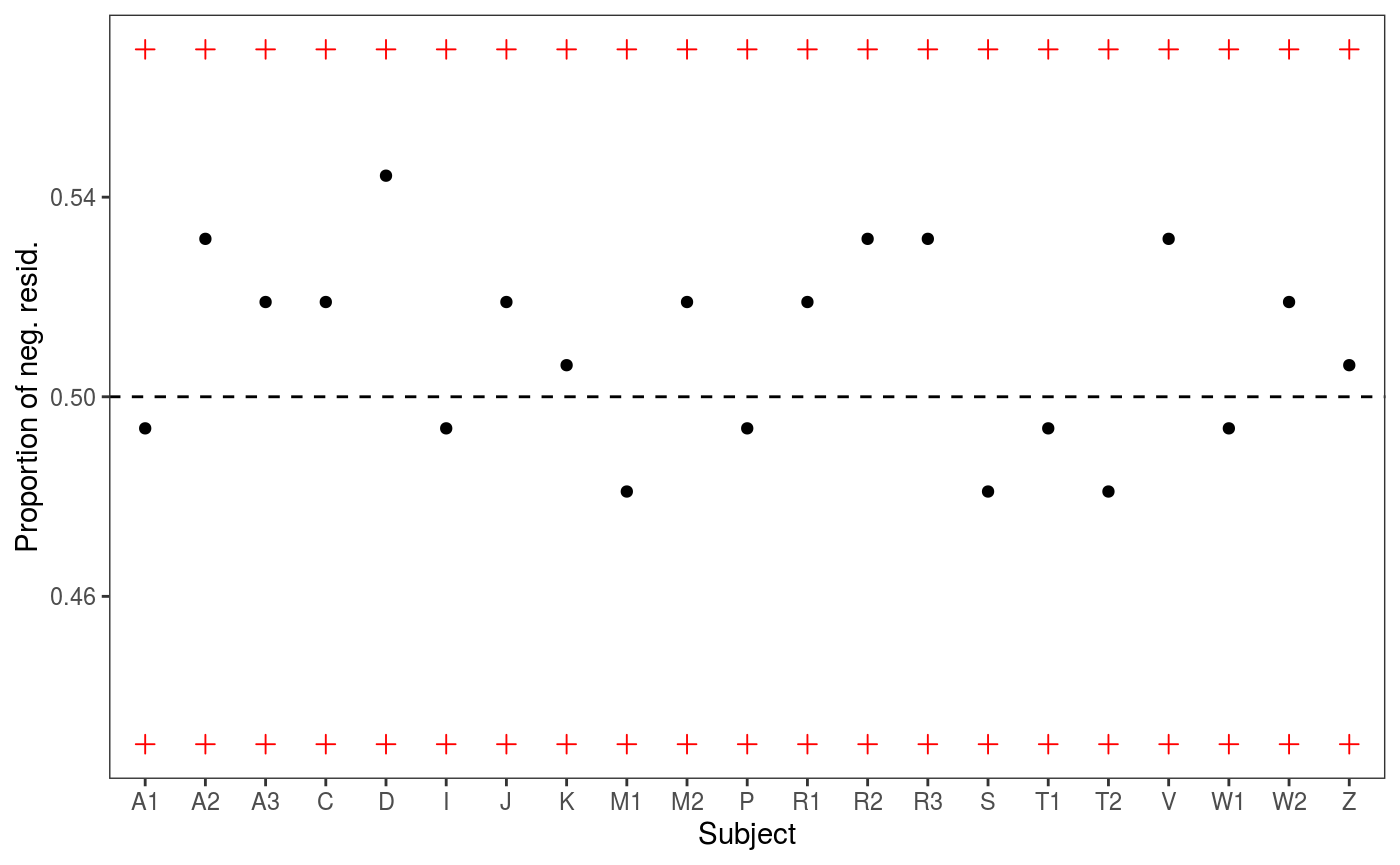 Proportion of neg. resid.
0.54
0.50
0.46
A1 A2 A3 C D I J K M1 M2 P R1 R2 R3 S T1 T2 V W1 W2 Z
Subject